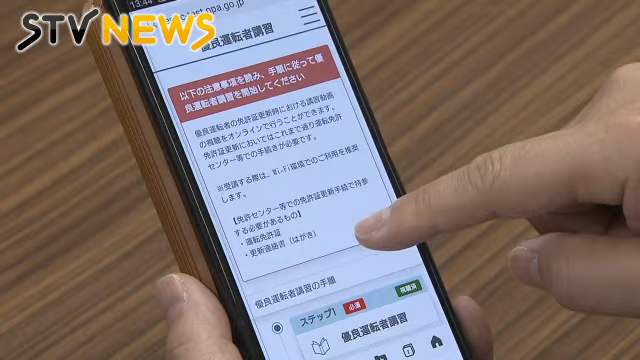 STV NEWS
13:44
test.npa.go.jp
優良運転者講習
以下の注意事項を読み、手順に従って優
良運転者講習を開始してください
優良運転者の免許証更新時における講習動画
の視聴をオンラインで行うことができます。
免許証更新においてはこれまで通り運転免許
センター等での手続きが必要です。
※受講する際は、Wi-Fi環境でのご利用を推奨
します。
【免許センター等での免許証更新手続で持参
する必要があるもの】
・運転免許証
・更新連絡書（はがき）
優良運転者講習の手順
ステップ1
必須
視聴済
優良運転者講習